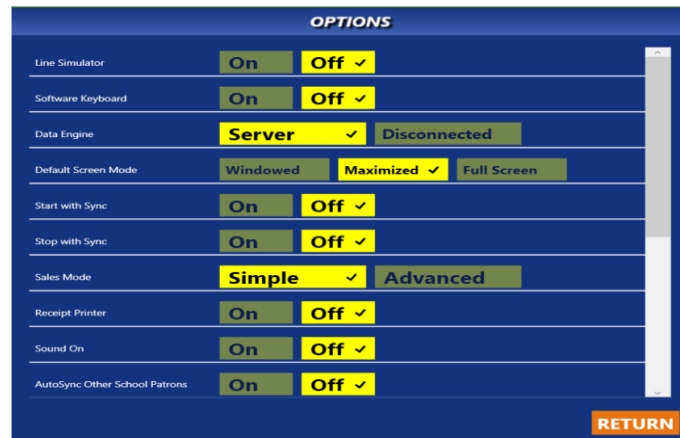 OPTIONS
Line Simulator On Off
Software Keyboard On Off
Data Engine Server Disconnected
Default Screen Mode Windowed Maximized Full Screen
Start with Sync On Off
Stop with Sync On Off
Sales Mode Simple Advanced
Receipt Printer On Off
Sound On On Off
AutoSync Other School Patrons On Off
RETURN